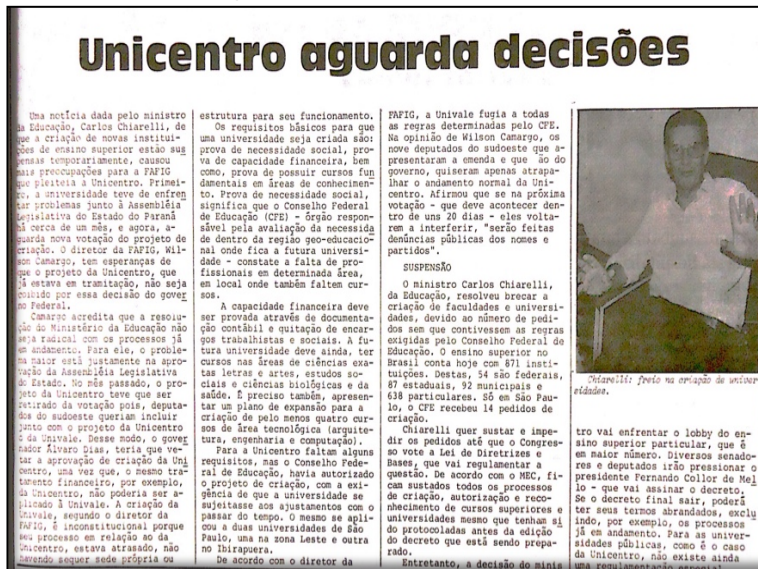 Unicentro aguarda decisões
Uma notícia dada pelo ministro
da Educação, Carlos Chiarelli, de
que a criação de novas institui-
ções de ensino superior estão sus
pensas temporariamente, causou
mais preocupações para a FAFIG
que pleiteia a Unicentro. Primei-
ro, a universidade teve de enfren
tar problemas junto à Assembléia
Legislativa do Estado do Paraná
há cerca de um mês, e agora, a-
guarda nova votação do projeto de
criação. O diretor da FAFIG, Wil-
son Camargo, tem esperanças de
que o projeto da Unicentro, que
já estava em tramitação, não seja
coibido por essa decisão do gover
no Federal.
Camargo acredita que a resolu-
ção do Ministério da Educação não
seja radical com os processos já
em andamento. Para ele, o proble-
ma maior está justamente na apro-
vação da Assembléia Legislativa
do Estado. No mês passado, o pro-
jeto da Unicentro teve que ser
retirado da votação pois, deputa-
dos do sudoeste queriam incluir
junto com o projeto da Unicentro
o da Univale. Desse modo, o gover
nador Álvaro Dias, teria que ve-
tar a aprovação de criação da Uni
centro, uma vez que, o mesmo tra-
tamento financeiro, por exemplo,
da Unicentro, não poderia ser a-
plicado à Univale. A criação da
Univale, segundo o diretor da
FAFIG, é inconstitucional porque
seu processo em relação ao da
Unicentro, estava atrasado, não
havendo sequer sede própria ou
estrutura para seu funcionamento.
Os requisitos básicos para que
uma universidade seja criada são:
prova de necessidade social, pro-
va de capacidade financeira, bem
como, prova de possuir cursos fun
damentais em áreas de conhecimen-
to. Prova de necessidade social,
significa que o Conselho Federal
de Educação (CFE) - órgão respon-
sável pela avaliação da necessida
de dentro da região geo-educacio-
nal onde fica a futura universi-
dade - constate a falta de pro-
fissionais em determinada área,
em local onde também faltem cur-
sos.
A capacidade financeira deve
ser provada através de documenta-
ção contábil e quitação de encar-
gos trabalhistas e sociais. A fu-
tura universidade deve ainda, ter
cursos nas áreas de ciências exa-
tas letras e artes, estudos so-
ciais e ciências biológicas e da
saúde. É preciso também, apresen-
tar um plano de expansão para a
criação de pelo menos quatro cur-
sos de área tecnológica (arquite-
tura, engenharia e computação).
Para a Unicentro faltam alguns
requisitos, mas o Conselho Fede-
ral de Educação, havia autorizado
o projeto de criação, com a exi-
gência de que a universidade se
sujeitasse aos ajustamentos com o
passar do tempo. O mesmo se apli-
cou a duas universidades de São
Paulo, uma na zona Leste e outra
no Ibirapuera.
De acordo com o diretor da
FAFIG, a Univale fugia a todas
as regras determinadas pelo CFE.
Na opinião de Wilson Camargo, os
nove deputados do sudoeste que a-
presentaram a emenda e que são do
governo, quiseram apenas atrapa-
lhar o andamento normal da Uni-
centro. Afirmou que se na próxima
votação - que deve acontecer den-
tro de uns 20 dias - eles volta-
rem a interferir, "serão feitas
denúncias públicas dos nomes e
partidos".
SUSPENSÃO
O ministro Carlos Chiarelli,
da Educação, resolveu brecar a
criação de faculdades e universi-
dades, devido ao número de pedi-
dos sem que contivessem as regras
exigidas pelo Conselho Federal de
Educação. O ensino superior no
Brasil conta hoje com 871 insti-
tuições. Destas, 54 são federais,
87 estaduais, 92 municipais e
638 particulares. Só em São Pau-
lo, o CFE recebeu 14 pedidos de
criação.
Chiarelli quer sustar e impe-
dir os pedidos até que o Congres-
so vote a Lei de Diretrizes e
Bases, que vai regulamentar a
questão. De acordo com o MEC, fi-
cam sustados todos os processos
de criação, autorização e reco-
nhecimento de cursos superiores e
universidades mesmo que tenham si
do protocoladas antes da edição
do decreto que está sendo prepa-
rado.
Entretanto, a decisão do minis
Chiarelli: freio na criação de univer
sidades.
tro vai enfrentar o lobby do en-
sino superior particular, que é
em maior número. Diversos senado-
res e deputados irão pressionar o
presidente Fernando Collor de Mel
lo - que vai assinar o decreto.
Se o decreto final sair, poderá
ter seus termos abrandados, exclu
indo, por exemplo, os processos
já em andamento. Para as univer-
sidades públicas, como é o caso
da Unicentro, não existe ainda
uma regulamentação especial